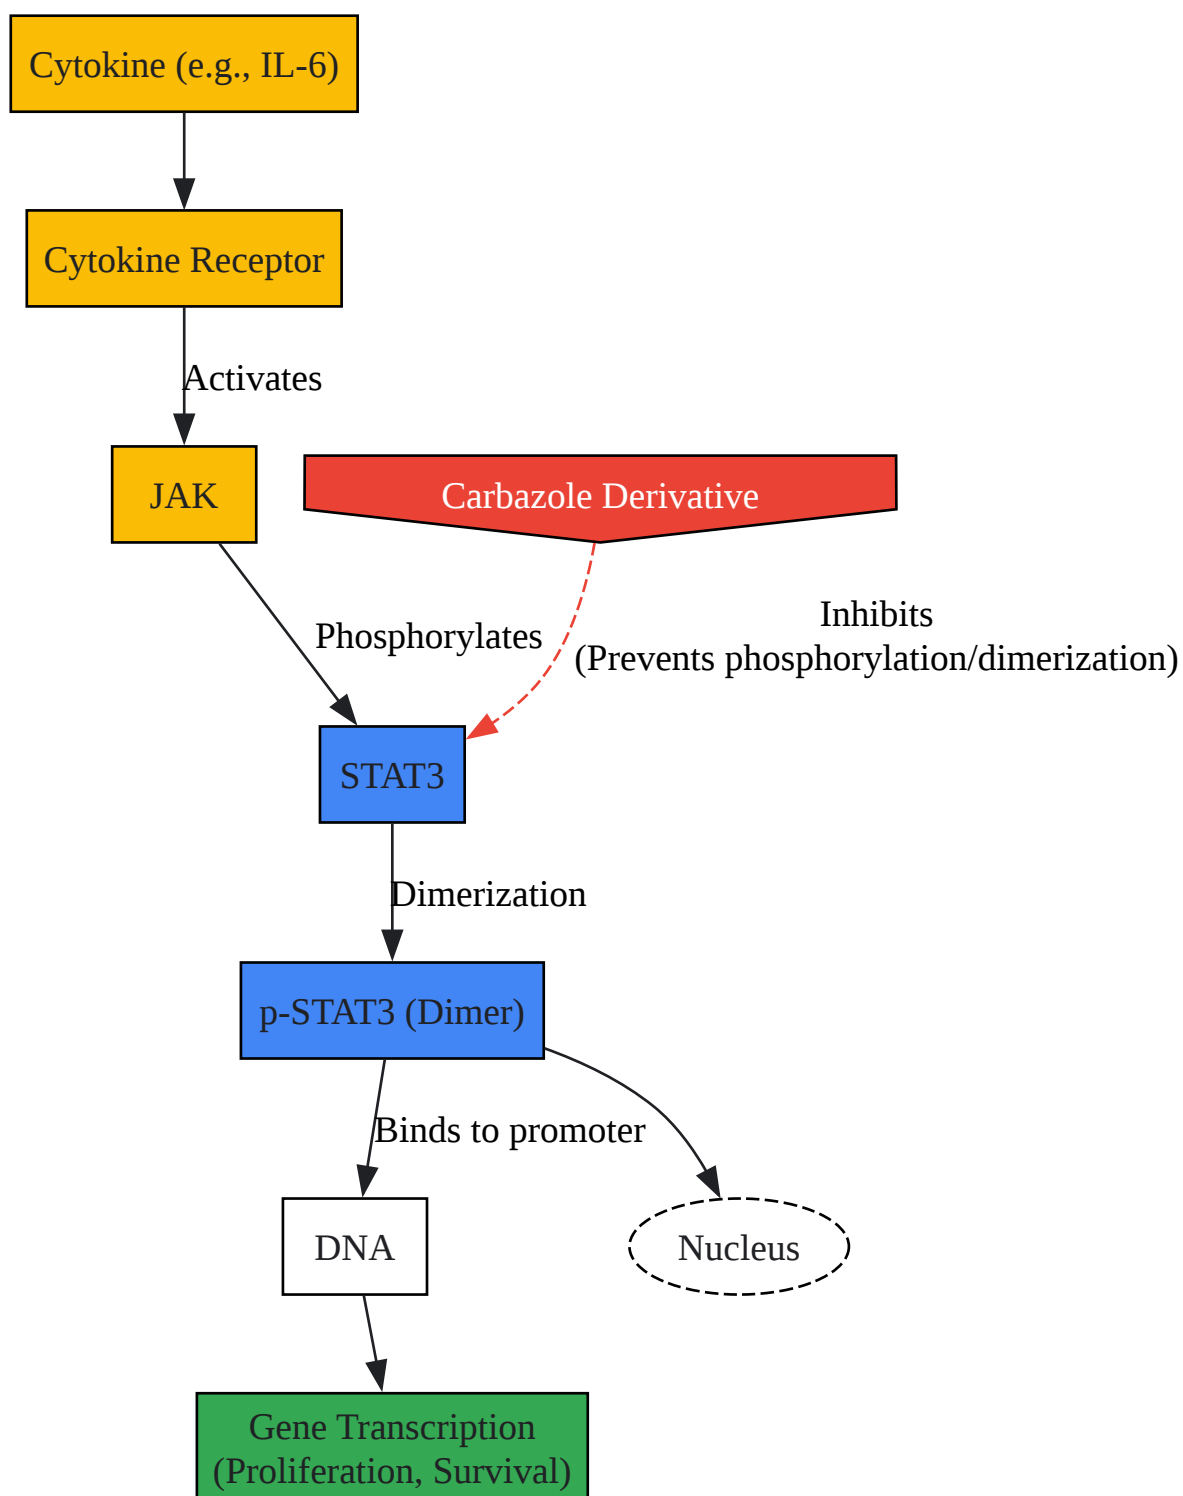 Cytokine (e.g., IL-6)
Cytokine Receptor
Activates
JAK
Carbazole Derivative
Phosphorylates
Inhibits
(Prevents phosphorylation/dimerization)
STAT3
Dimerization
p-STAT3 (Dimer)
Binds to promoter
DNA
Nucleus
Gene Transcription
(Proliferation, Survival)